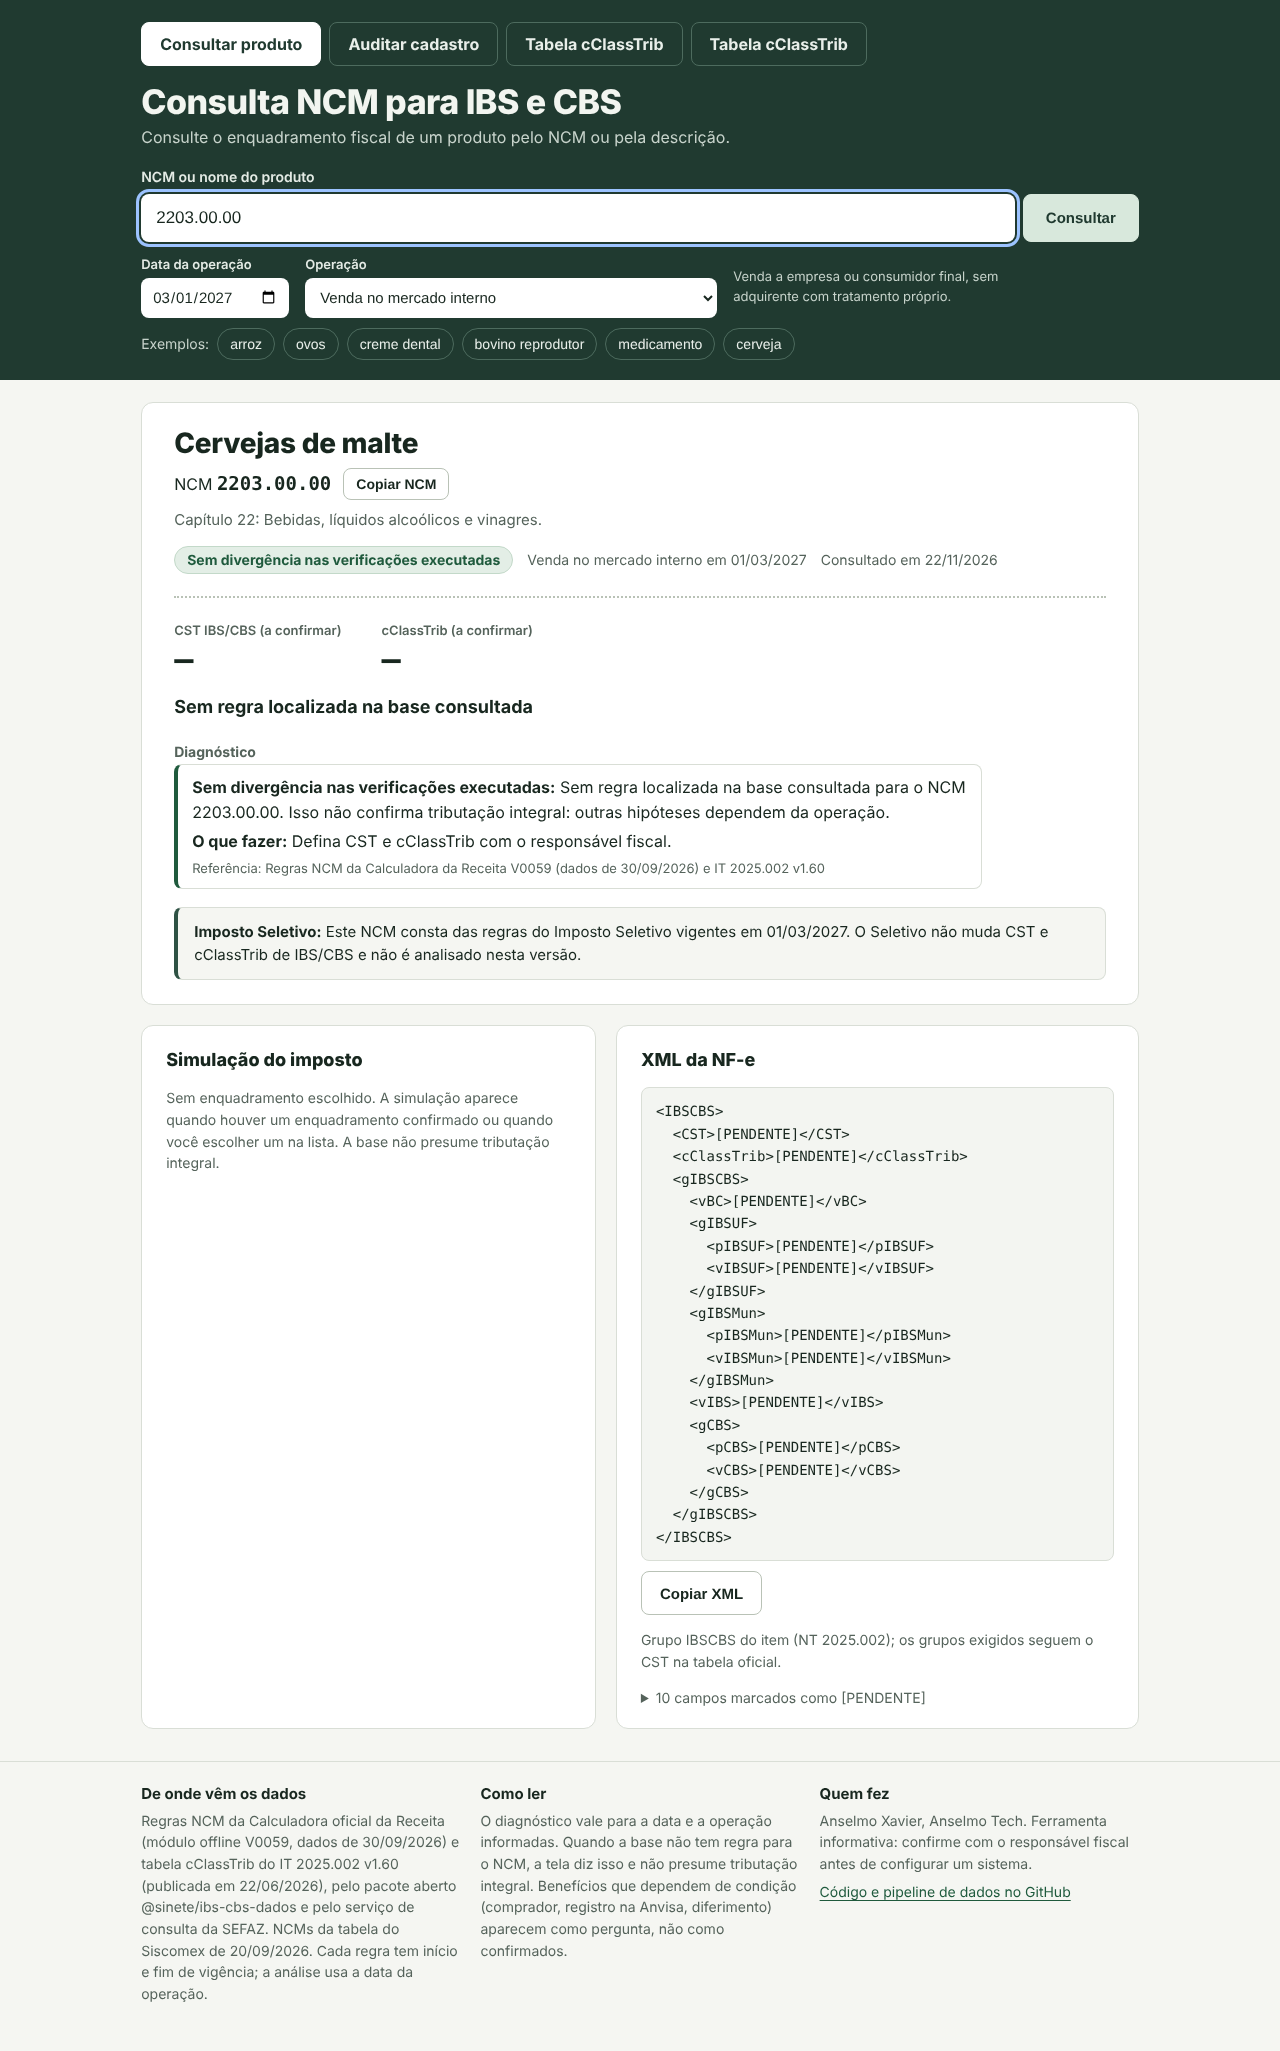 Consultar produto
Auditar cadastro
Tabela cClassTrib
Tabela cClassTrib
Consulta NCM para IBS e CBS
Consulte o enquadramento fiscal de um produto pelo NCM ou pela descrição.
NCM ou nome do produto
2203.00.00
Consultar
Data da operação
03/01/2027
Operação
Venda no mercado interno
Venda a empresa ou consumidor final, sem
adquirente com tratamento próprio.
Exemplos:
arroz
ovos
creme dental
bovino reprodutor
medicamento
cerveja
Cervejas de malte
NCM 2203.00.00
Copiar NCM
Capítulo 22: Bebidas, líquidos alcoólicos e vinagres.
Sem divergência nas verificações executadas
Venda no mercado interno em 01/03/2027
Consultado em 22/11/2026
CST IBS/CBS (a confirmar)
—
cClassTrib (a confirmar)
—
Sem regra localizada na base consultada
Diagnóstico
Sem divergência nas verificações executadas: Sem regra localizada na base consultada para o NCM
2203.00.00. Isso não confirma tributação integral: outras hipóteses dependem da operação.
O que fazer: Defina CST e cClassTrib com o responsável fiscal.
Referência: Regras NCM da Calculadora da Receita V0059 (dados de 30/09/2026) e IT 2025.002 v1.60
Imposto Seletivo: Este NCM consta das regras do Imposto Seletivo vigentes em 01/03/2027. O Seletivo não muda CST e
cClassTrib de IBS/CBS e não é analisado nesta versão.
Simulação do imposto
Sem enquadramento escolhido. A simulação aparece
quando houver um enquadramento confirmado ou quando
você escolher um na lista. A base não presume tributação
integral.
XML da NF-e
<IBSCBS>
  <CST>[PENDENTE]</CST>
  <cClassTrib>[PENDENTE]</cClassTrib>
  <gIBSCBS>
    <vBC>[PENDENTE]</vBC>
    <gIBSUF>
      <pIBSUF>[PENDENTE]</pIBSUF>
      <vIBSUF>[PENDENTE]</vIBSUF>
    </gIBSUF>
    <gIBSMun>
      <pIBSMun>[PENDENTE]</pIBSMun>
      <vIBSMun>[PENDENTE]</vIBSMun>
    </gIBSMun>
    <vIBS>[PENDENTE]</vIBS>
    <gCBS>
      <pCBS>[PENDENTE]</pCBS>
      <vCBS>[PENDENTE]</vCBS>
    </gCBS>
  </gIBSCBS>
</IBSCBS>
Copiar XML
Grupo IBSCBS do item (NT 2025.002); os grupos exigidos seguem o
CST na tabela oficial.
10 campos marcados como [PENDENTE]
De onde vêm os dados
Regras NCM da Calculadora oficial da Receita
(módulo offline V0059, dados de 30/09/2026) e
tabela cClassTrib do IT 2025.002 v1.60
(publicada em 22/06/2026), pelo pacote aberto
@sinete/ibs-cbs-dados e pelo serviço de
consulta da SEFAZ. NCMs da tabela do
Siscomex de 20/09/2026. Cada regra tem início
e fim de vigência; a análise usa a data da
operação.
Como ler
O diagnóstico vale para a data e a operação
informadas. Quando a base não tem regra para
o NCM, a tela diz isso e não presume tributação
integral. Benefícios que dependem de condição
(comprador, registro na Anvisa, diferimento)
aparecem como pergunta, não como
confirmados.
Quem fez
Anselmo Xavier, Anselmo Tech. Ferramenta
informativa: confirme com o responsável fiscal
antes de configurar um sistema.
Código e pipeline de dados no GitHub